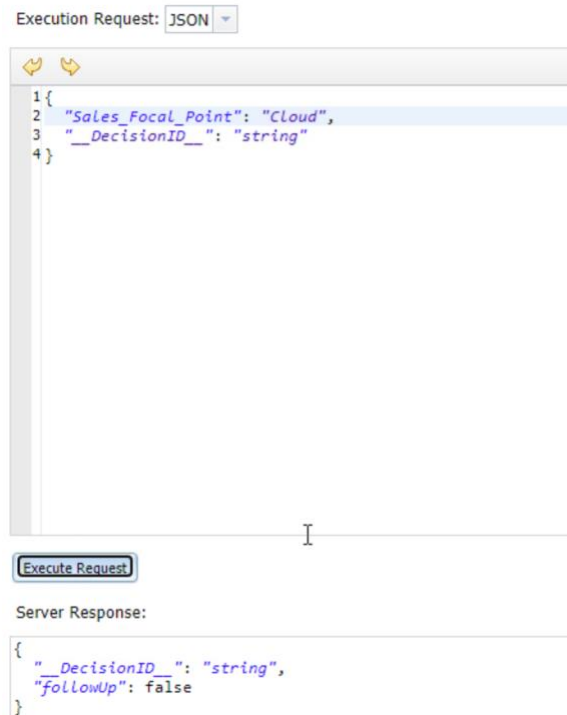 Execution Request: JSON
1 {
2 "Sales_Focal_Point": "Cloud",
3 "__DecisionID__": "string"
4 }
Execute Request
Server Response:
{
"__DecisionID__": "string",
"followUp": false
}